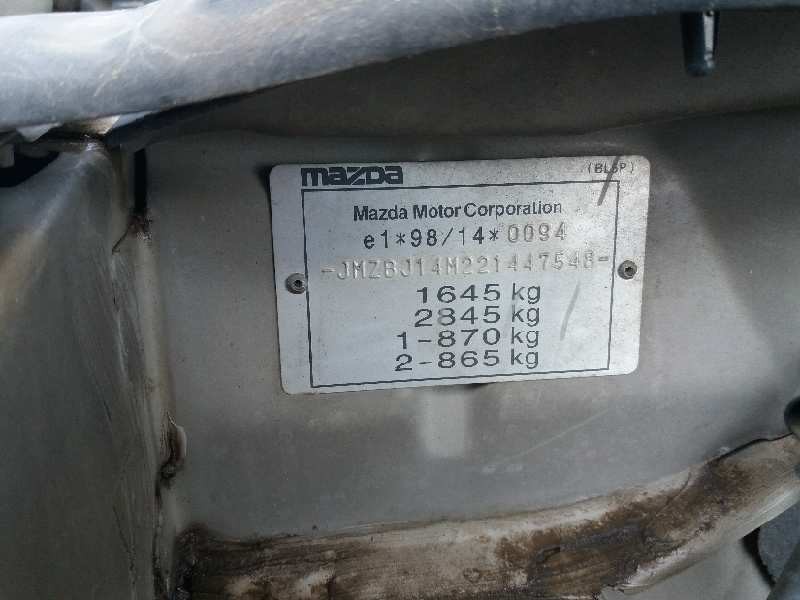 mazda
(BL8P)
Mazda Motor Corporation
e1*98/14*0094
-JMZBJ14M221447548-
1645 kg
2845 kg
1-870 kg
2-865 kg